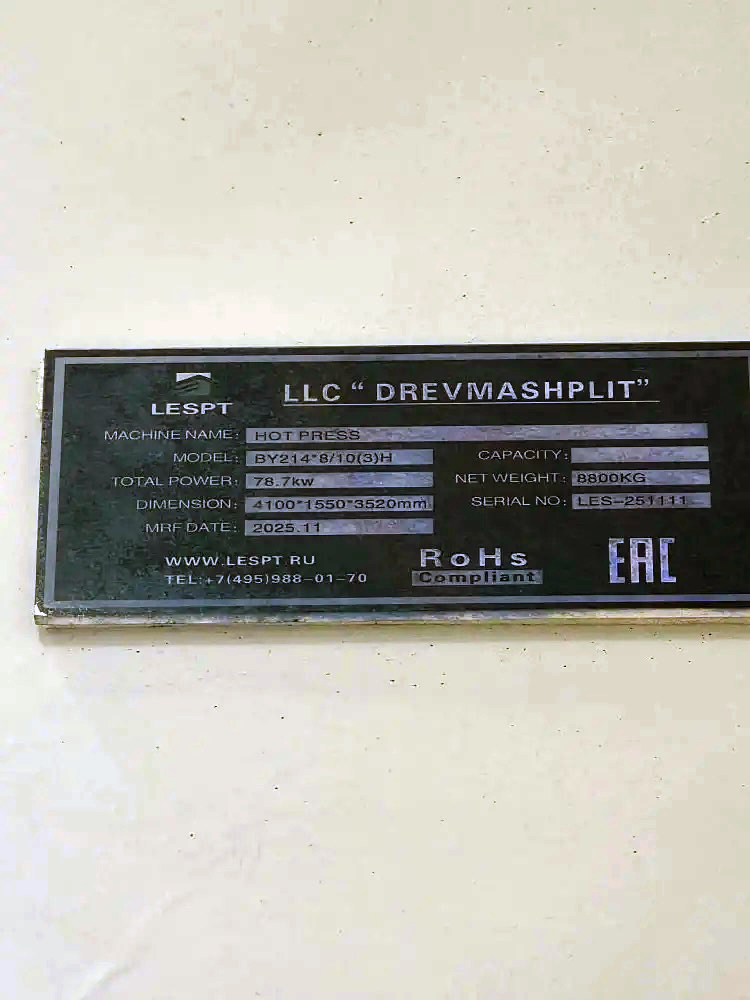 LESPT
LLC “ DREVMASHPLIT”
MACHINE NAME: HOT PRESS
MODEL: BY214*8/10(3)H CAPACITY:
TOTAL POWER: 78.7kw NET WEIGHT: 8800KG
DIMENSION: 4100*1550*3520mm SERIAL NO: LES-251111
MRF DATE: 2025.11
WWW.LESPT.RU
TEL:+7(495)988-01-70
RoHs
Compliant
EAC